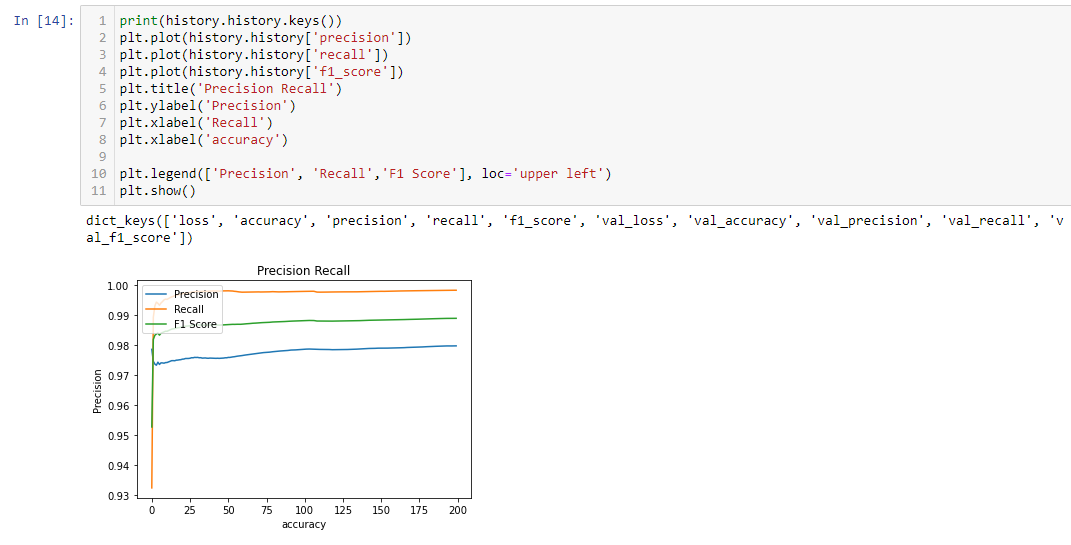 In [14]:
1 print(history.history.keys())
2 plt.plot(history.history['precision'])
3 plt.plot(history.history['recall'])
4 plt.plot(history.history['f1_score'])
5 plt.title('Precision Recall')
6 plt.ylabel('Precision')
7 plt.xlabel('Recall')
8 plt.xlabel('accuracy')
9
10 plt.legend(['Precision', 'Recall','F1 Score'], loc='upper left')
11 plt.show()
dict_keys(['loss', 'accuracy', 'precision', 'recall', 'f1_score', 'val_loss', 'val_accuracy', 'val_precision', 'val_recall', 'v
al_f1_score'])
Precision Recall
Precision
Recall
F1 Score
1.00
0.99
0.98
0.97
0.96
0.95
0.94
0.93
Precision
0 25 50 75 100 125 150 175 200
accuracy